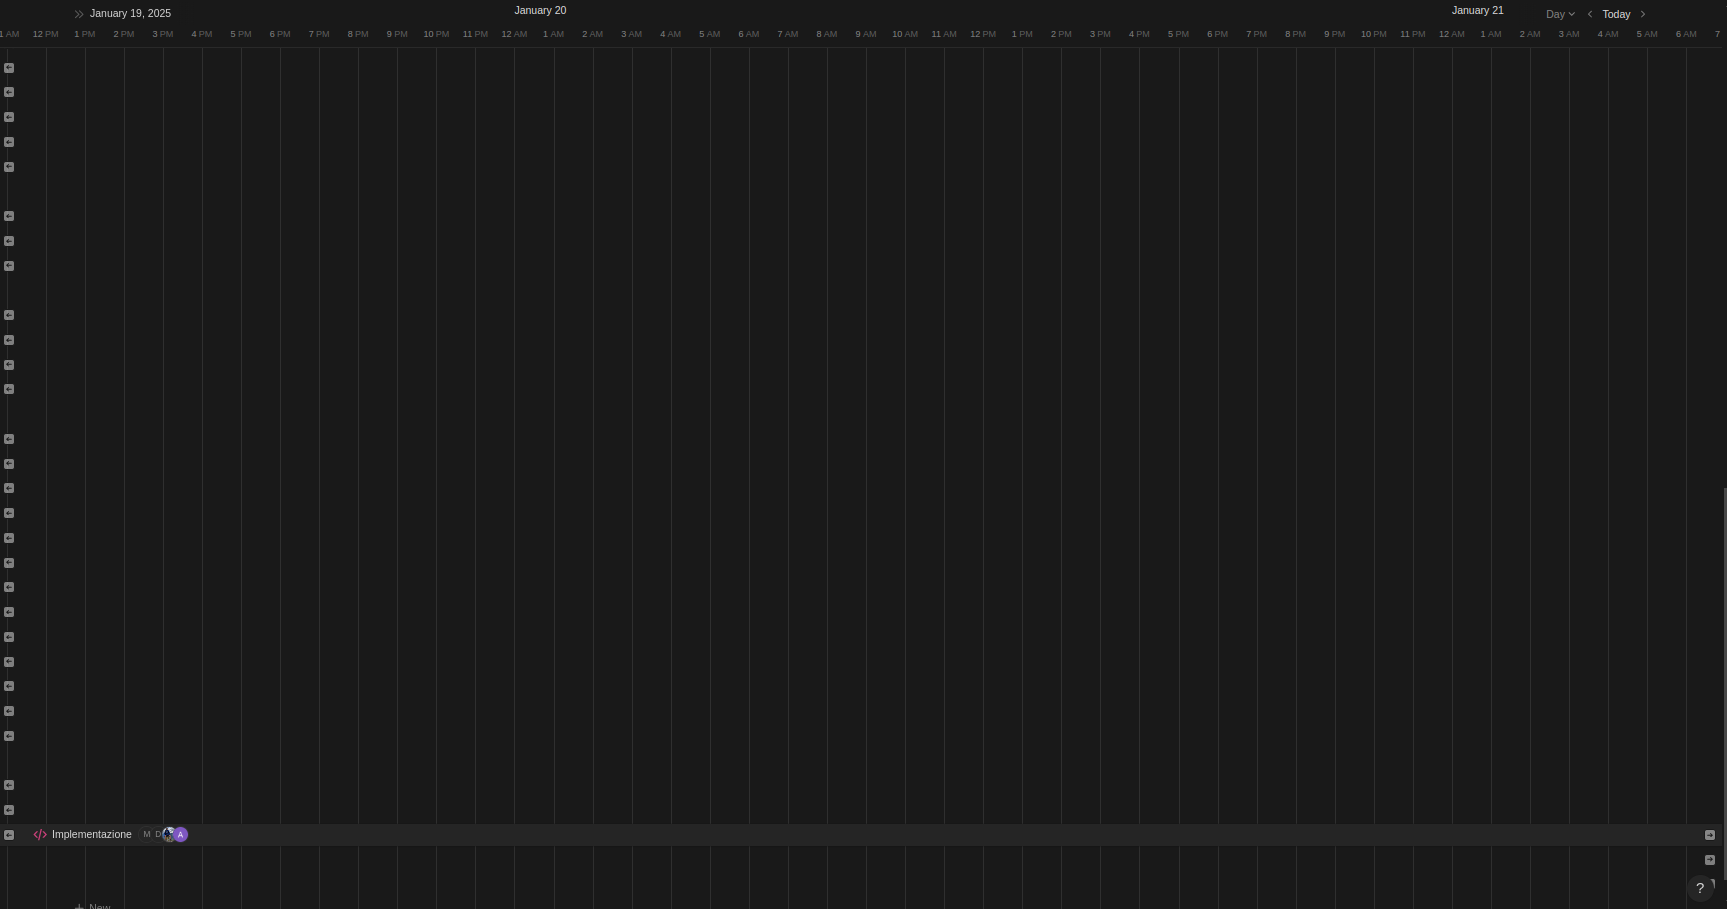 January 19, 2025 January 20 January 21 Day Today
AM 12 PM 1 PM 2 PM 3 PM 4 PM 5 PM 6 PM 7 PM 8 PM 9 PM 10 PM 11 PM 12 AM 1 AM 2 AM 3 AM 4 AM 5 AM 6 AM 7 AM 8 AM 9 AM 10 AM 11 AM 12 PM 1 PM 2 PM 3 PM 4 PM 5 PM 6 PM 7 PM 8 PM 9 PM 10 PM 11 PM 12 AM 1 AM 2 AM 3 AM 4 AM 5 AM 6 AM 7
</> Implementazione M D A
?
+ New